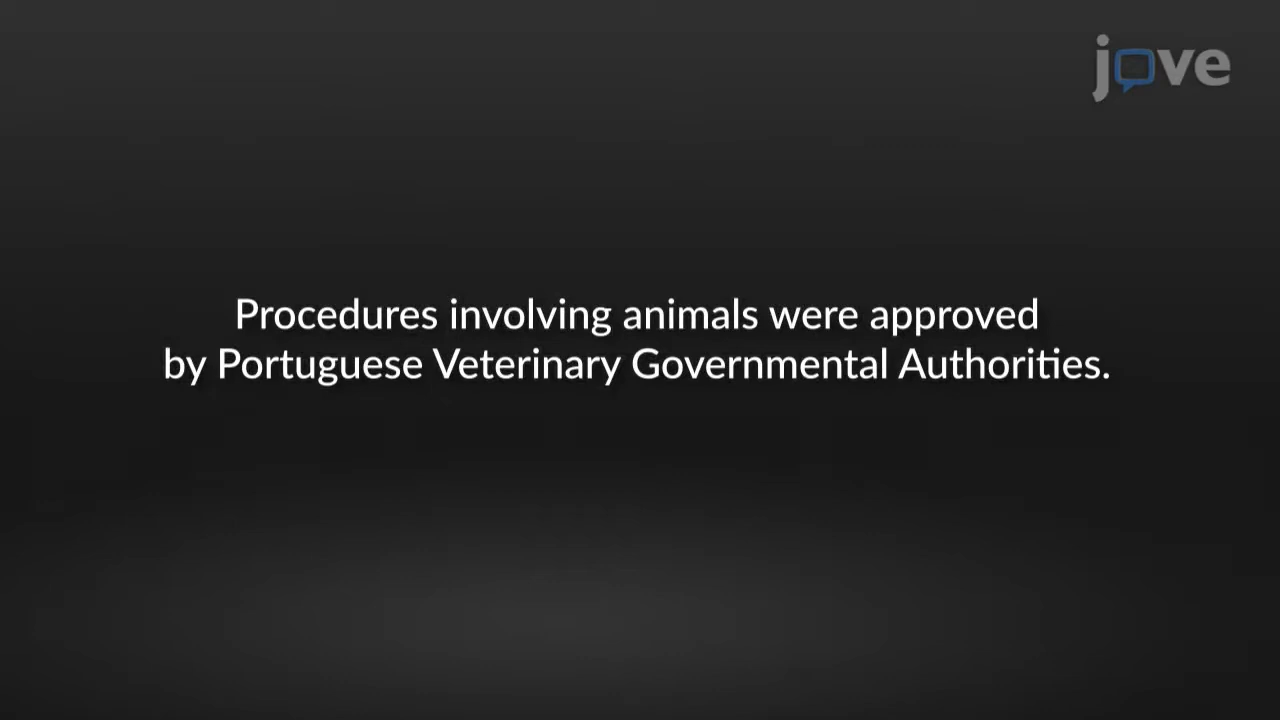 jove
Procedures involving animals were approved
by Portuguese Veterinary Governmental Authorities.